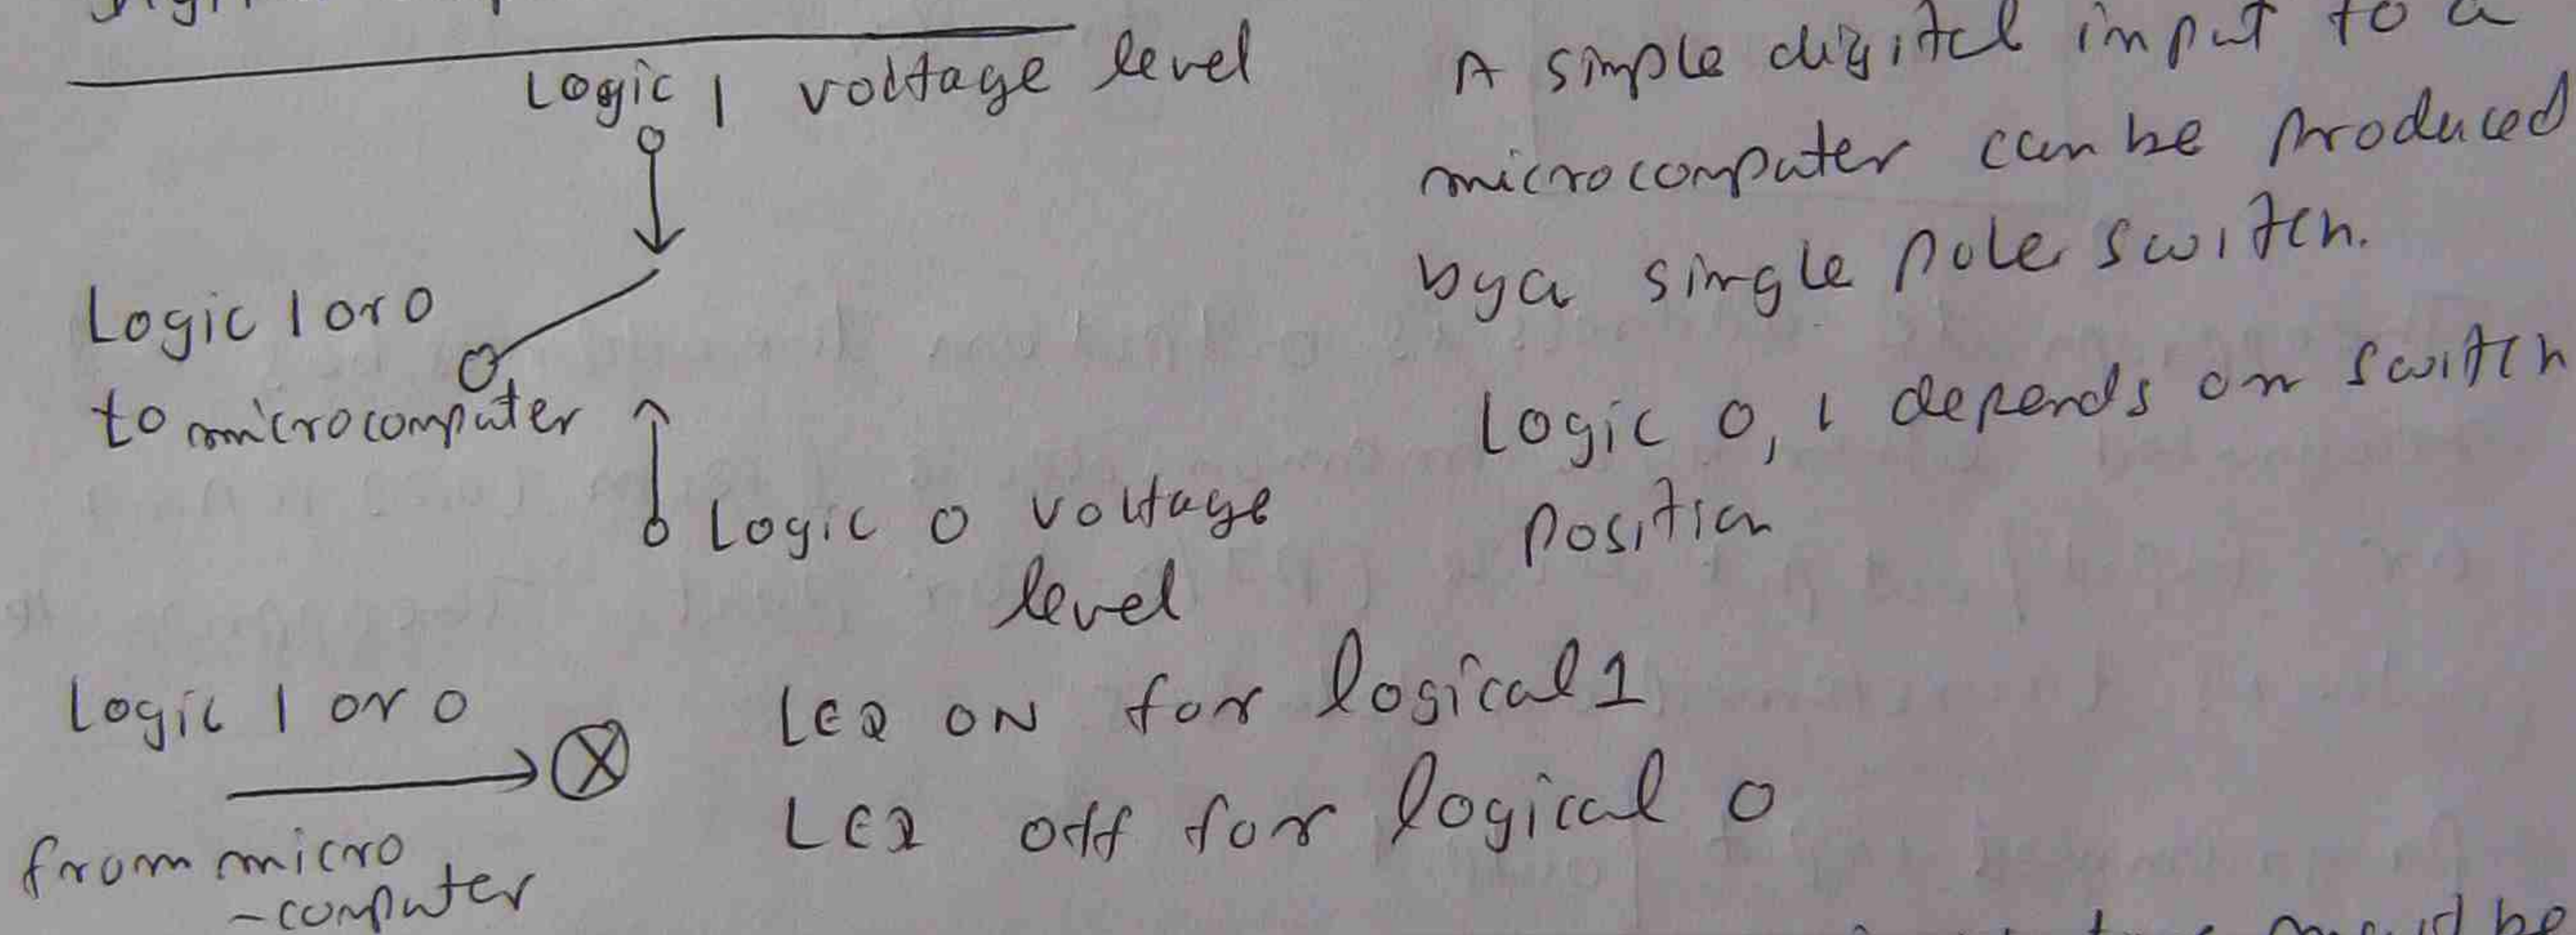 Logic 1 voltage level
Logic 1 or 0
to microcomputer
Logic 0 voltage
level
A simple digital input to a
microcomputer can be produced
by a single pole switch.
Logic 0, 1 depends on switch
position
Logic 1 or 0
from micro
-computer
LED ON for logical 1
LED off for logical 0